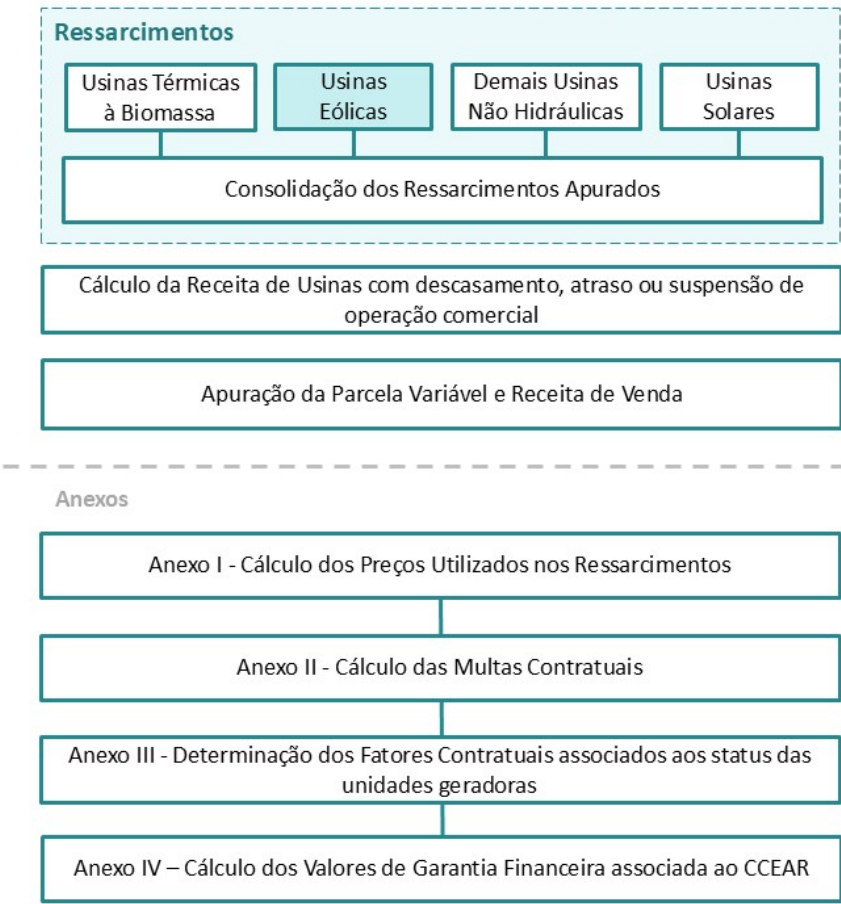 Ressarcimentos
Usinas Térmicas
à Biomassa
Usinas
Eólicas
Demais Usinas
Não Hidráulicas
Usinas
Solares
Consolidação dos Ressarcimentos Apurados
Cálculo da Receita de Usinas com descasamento, atraso ou suspensão de
operação comercial
Apuração da Parcela Variável e Receita de Venda
Anexos
Anexo I - Cálculo dos Preços Utilizados nos Ressarcimentos
Anexo II - Cálculo das Multas Contratuais
Anexo III - Determinação dos Fatores Contratuais associados aos status das
unidades geradoras
Anexo IV – Cálculo dos Valores de Garantia Financeira associada ao CCEAR